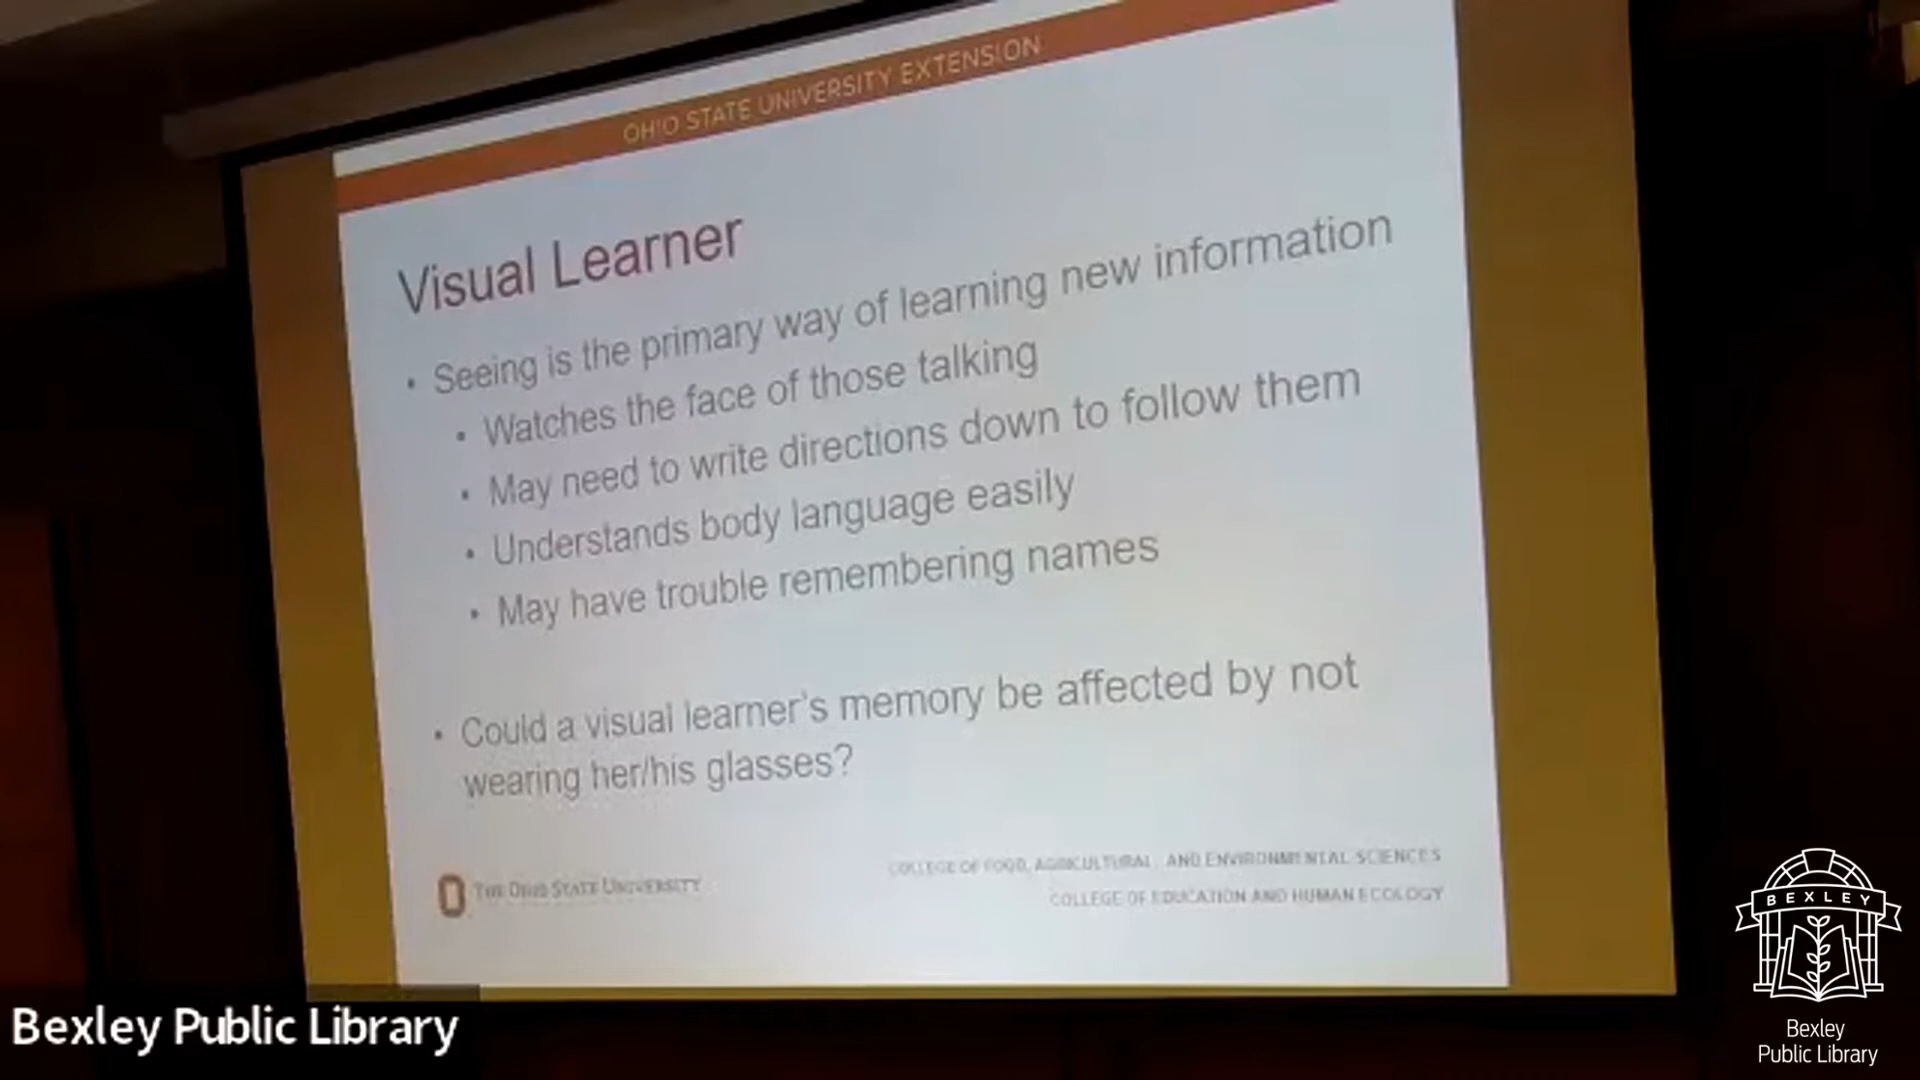 OHIO STATE UNIVERSITY EXTENSION
Visual Learner
• Seeing is the primary way of learning new information
• Watches the face of those talking
• May need to write directions down to follow them
• Understands body language easily
• May have trouble remembering names
• Could a visual learner's memory be affected by not
wearing her/his glasses?
THE OHIO STATE UNIVERSITY
COLLEGE OF FOOD, AGRICULTURAL, AND ENVIRONMENTAL SCIENCES
COLLEGE OF EDUCATION AND HUMAN ECOLOGY
Bexley Public Library
BEXLEY
Bexley
Public Library